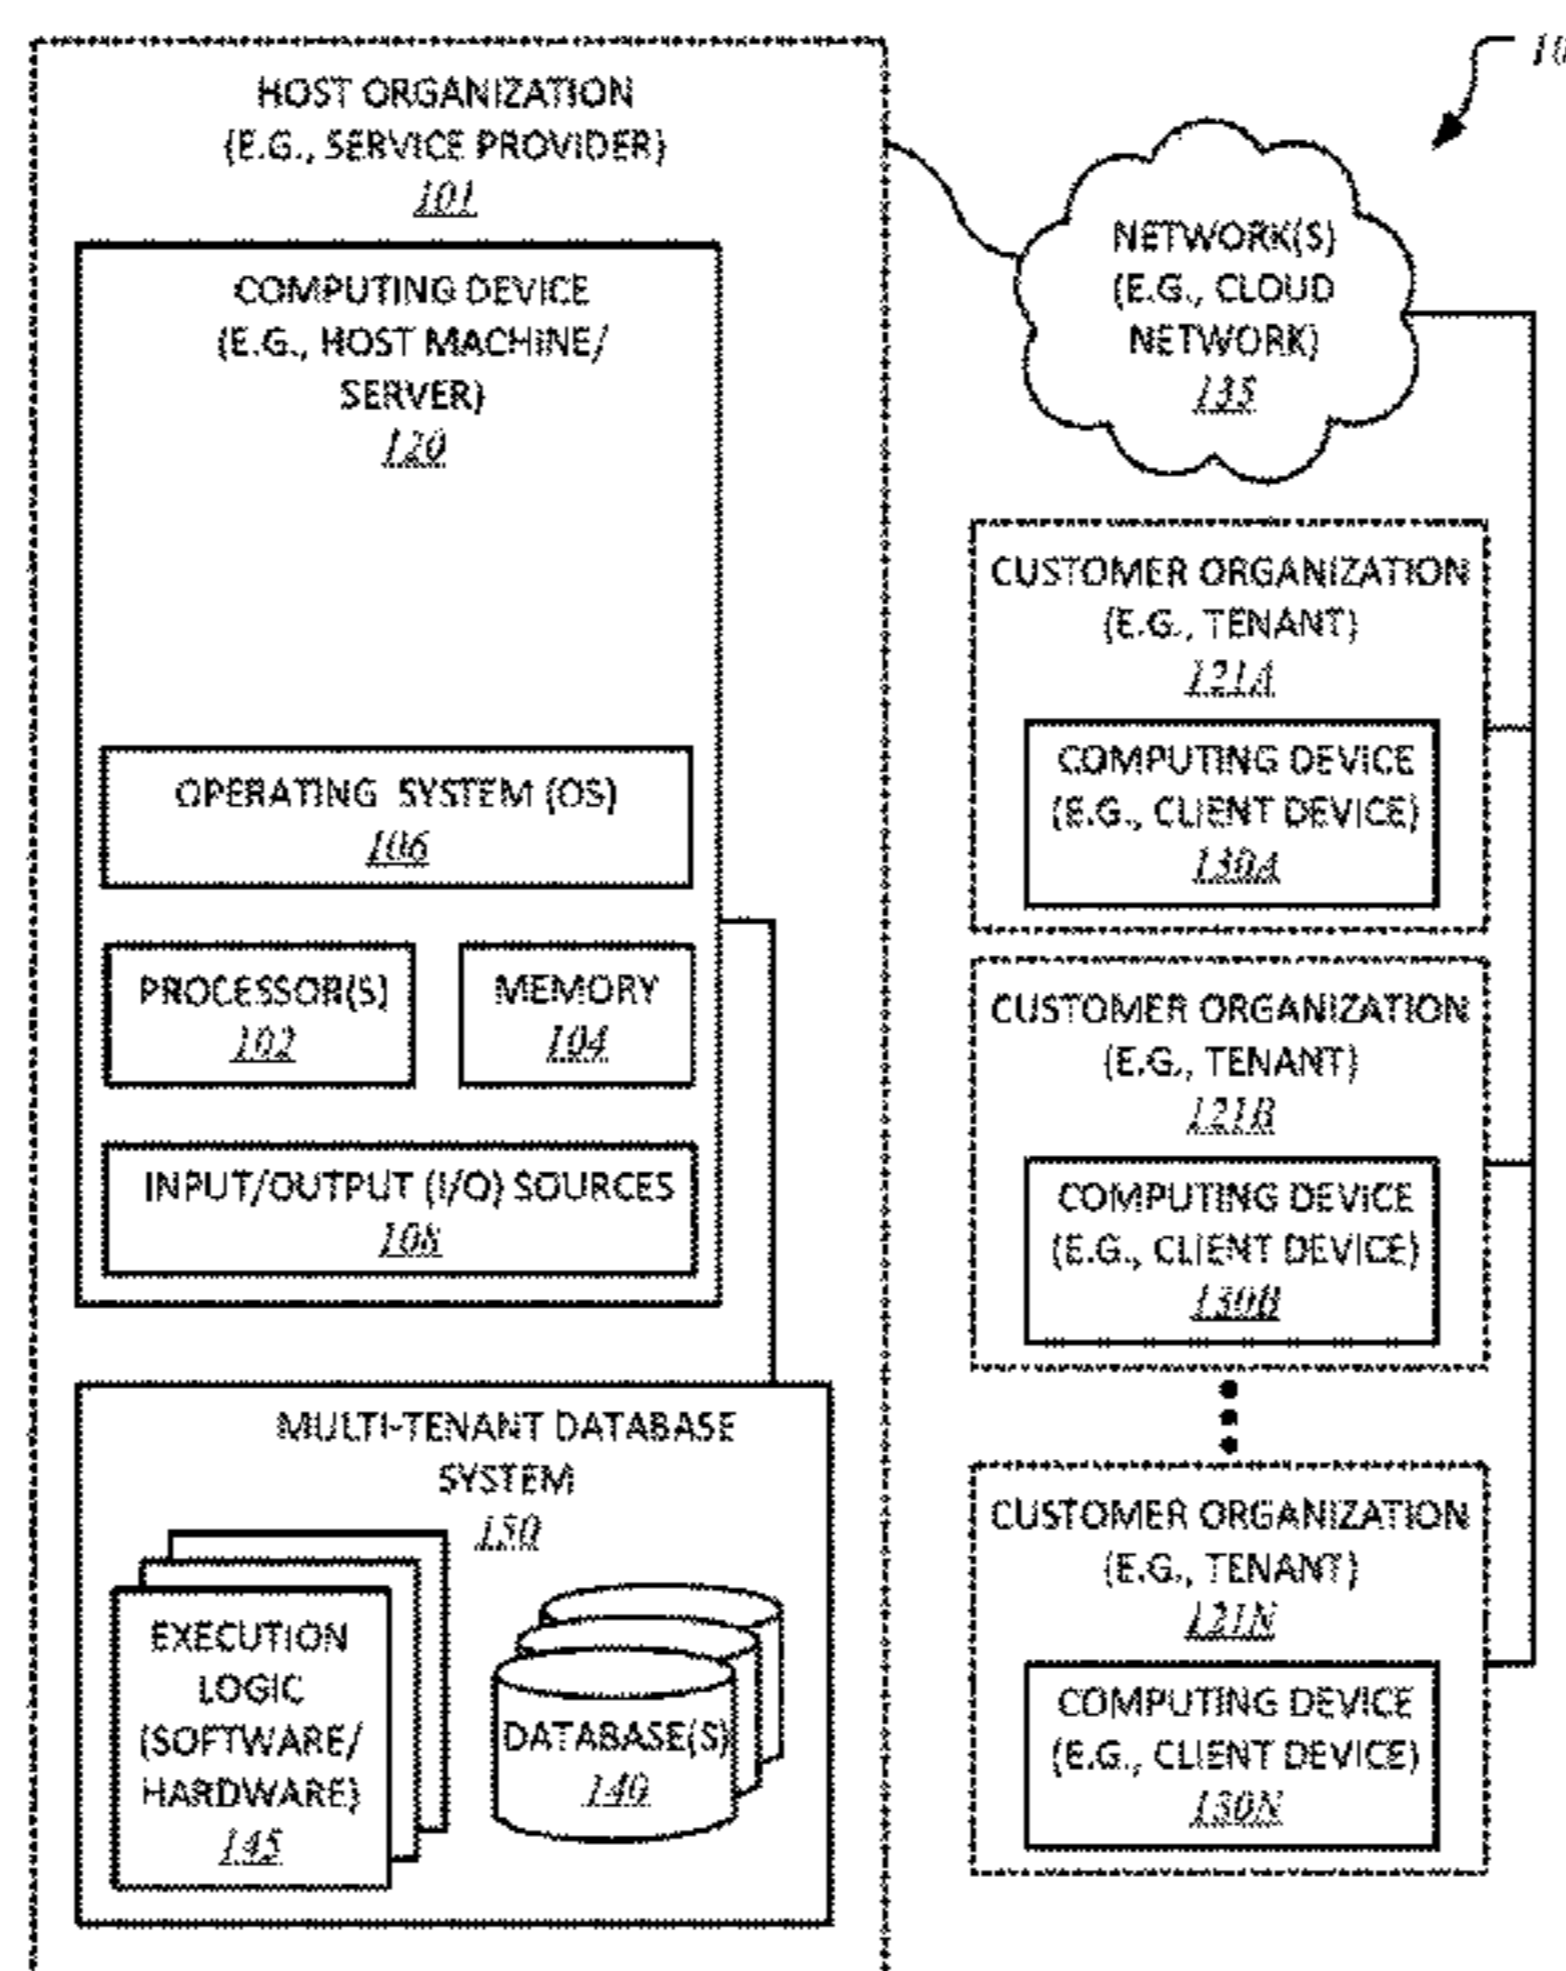 HOST ORGANIZATION
(E.G., SERVICE PROVIDER)
101
COMPUTING DEVICE
(E.G., HOST MACHINE/
SERVER)
120
OPERATING SYSTEM (OS)
106
PROCESSOR(S)
102
MEMORY
104
INPUT/OUTPUT (I/O) SOURCES
108
MULTI-TENANT DATABASE
SYSTEM
150
EXECUTION
LOGIC
(SOFTWARE/
HARDWARE)
145
DATABASE(S)
140
NETWORK(S)
(E.G., CLOUD
NETWORK)
135
CUSTOMER ORGANIZATION
(E.G., TENANT)
121A
COMPUTING DEVICE
(E.G., CLIENT DEVICE)
130A
CUSTOMER ORGANIZATION
(E.G., TENANT)
121B
COMPUTING DEVICE
(E.G., CLIENT DEVICE)
130B
CUSTOMER ORGANIZATION
(E.G., TENANT)
121N
COMPUTING DEVICE
(E.G., CLIENT DEVICE)
130N